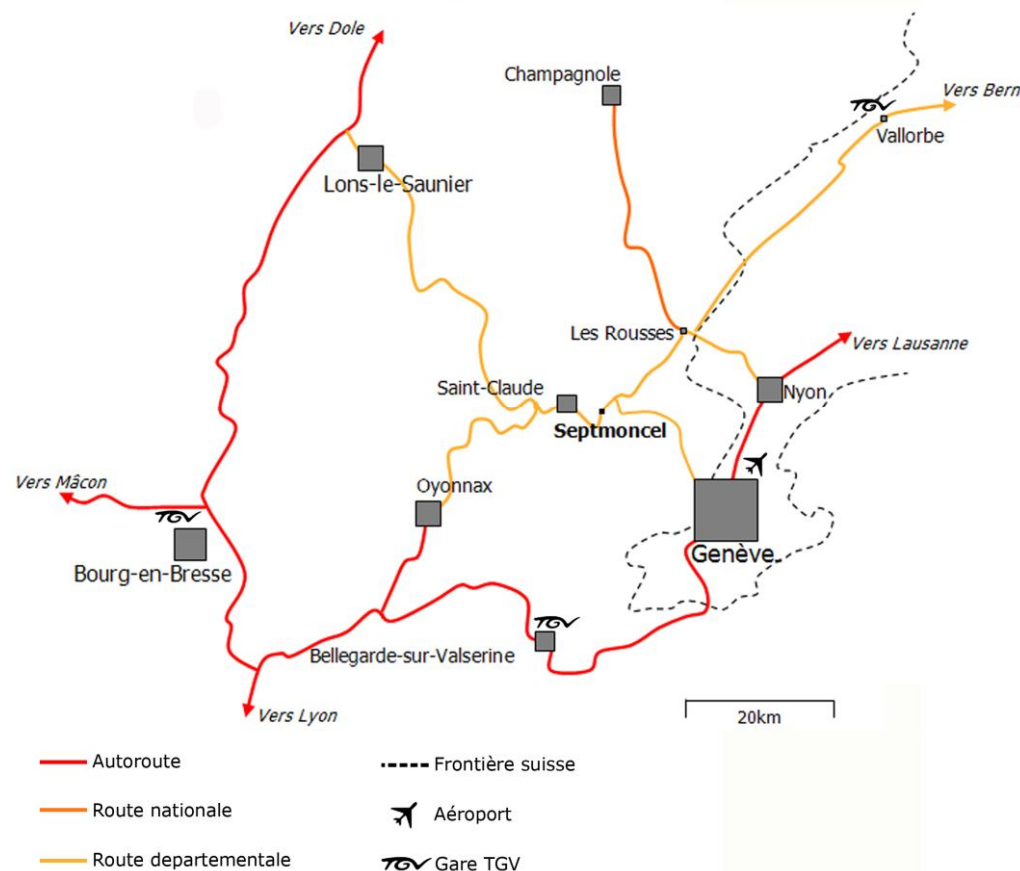 Vers Dole
Champagnole
Vers Bern
TGV
Vallorbe
Lons-le-Saunier
Les Rousses
Vers Lausanne
Saint-Claude
Nyon
Septmoncel
Vers Mâcon
Oyonnax
TGV
Genève
Bourg-en-Bresse
TGV
Bellegarde-sur-Valserine
Vers Lyon
20km
Autoroute
Frontière suisse
Route nationale
Aéroport
Route departementale
TGV Gare TGV